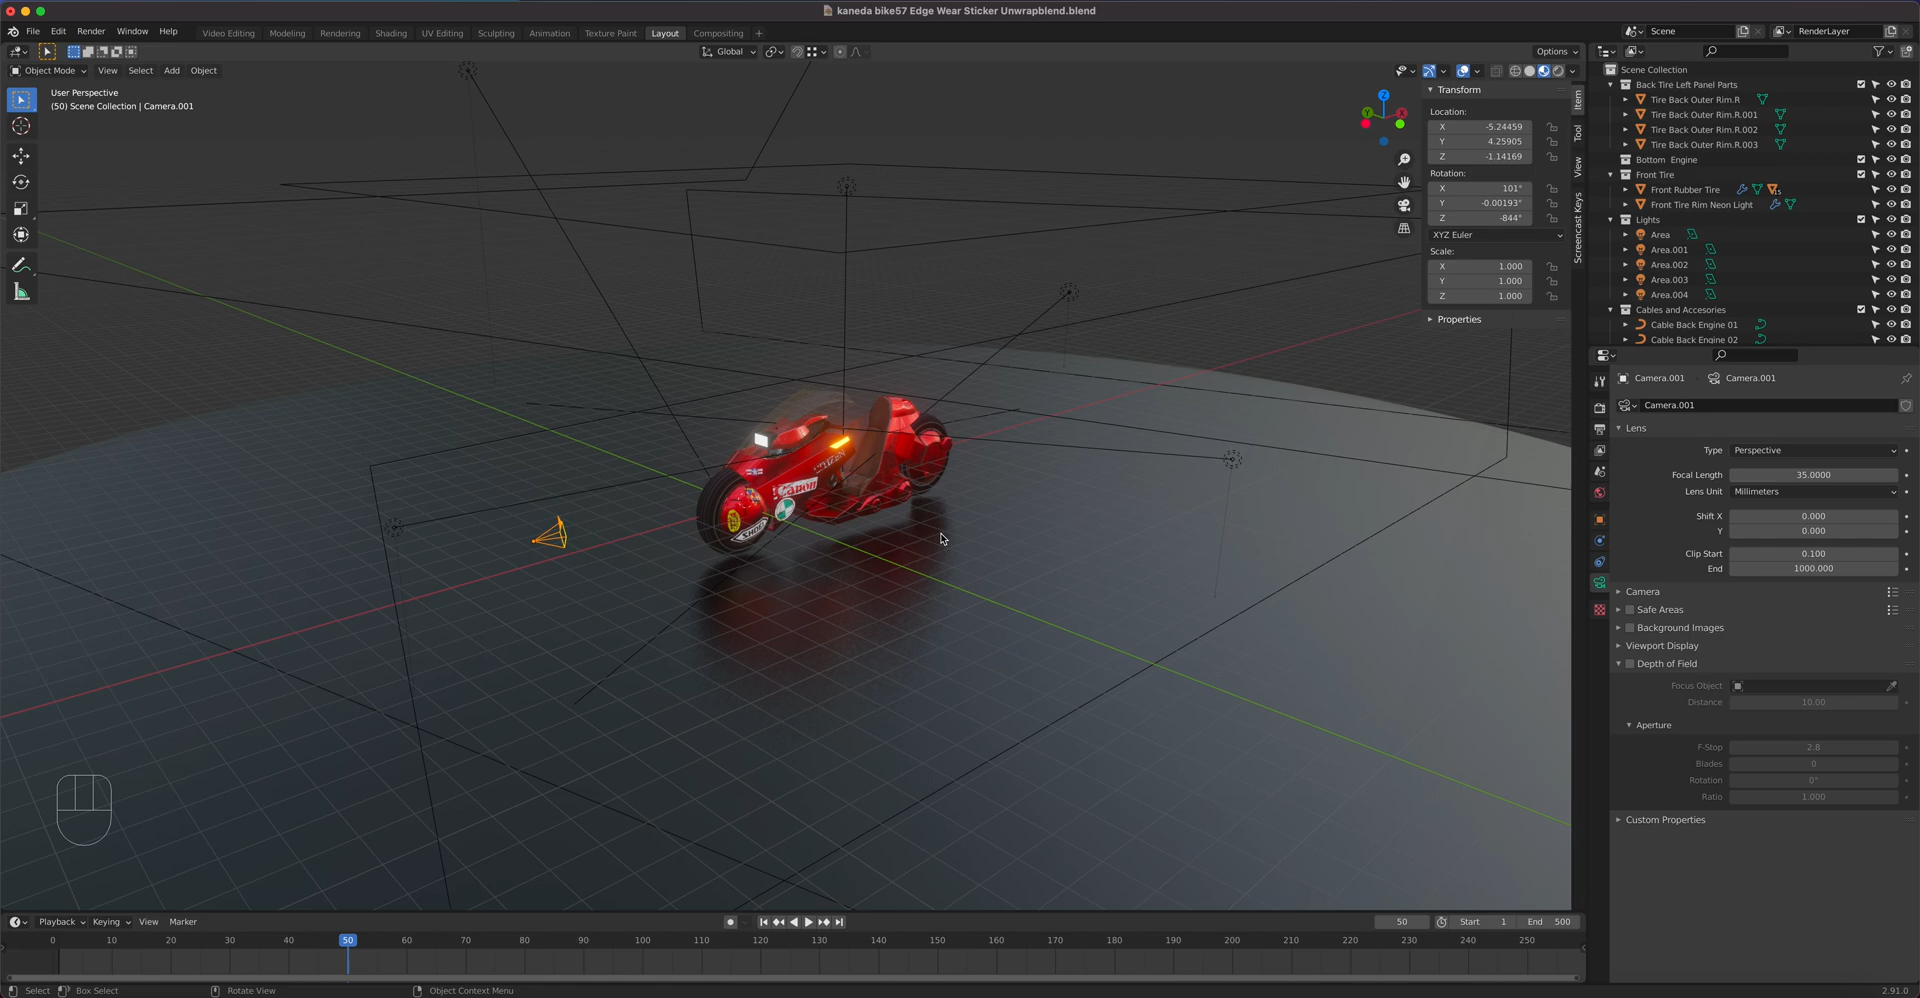 kaneda bike57 Edge Wear Sticker Unwrapblend.blend
File Edit Render Window Help
Video Editing Modeling Rendering Shading UV Editing Sculpting Animation Texture Paint Layout Compositing +
Scene
RenderLayer
Global
Options
Object Mode View Select Add Object
User Perspective
(50) Scene Collection | Camera.001
Z
Y
X
Transform
Location:
X -5.24459
Y 4.25905
Z -1.14169
Rotation:
X 101°
Y -0.00193°
Z -844°
XYZ Euler
Scale:
X 1.000
Y 1.000
Z 1.000
Properties
Item
Tool
View
Screencast Keys
Canon
CITIZEN
SHOEI
Scene Collection
Back Tire Left Panel Parts
Tire Back Outer Rim.R
Tire Back Outer Rim.R.001
Tire Back Outer Rim.R.002
Tire Back Outer Rim.R.003
Bottom Engine
Front Tire
Front Rubber Tire 15
Front Tire Rim Neon Light
Lights
Area
Area.001
Area.002
Area.003
Area.004
Cables and Accesories
Cable Back Engine 01
Cable Back Engine 02
Camera.001 Camera.001
Camera.001
Lens
Type Perspective
Focal Length 35.0000
Lens Unit Millimeters
Shift X 0.000
Y 0.000
Clip Start 0.100
End 1000.000
Camera
Safe Areas
Background Images
Viewport Display
Depth of Field
Focus Object
Distance 10.00
Aperture
F-Stop 2.8
Blades 0
Rotation 0°
Ratio 1.000
Custom Properties
Playback Keying View Marker
50 Start 1 End 500
0 10 20 30 40 50 60 70 80 90 100 110 120 130 140 150 160 170 180 190 200 210 220 230 240 250
Select Box Select Rotate View Object Context Menu
2.91.0